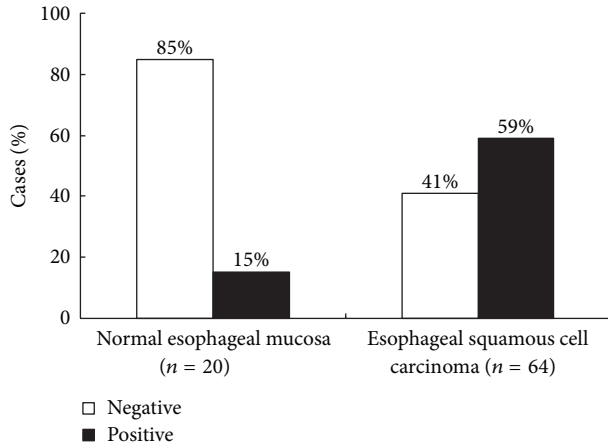 100
80
60
40
20
0
Cases (%)
85%
15%
41%
59%
Normal esophageal mucosa
(n = 20)
Esophageal squamous cell
carcinoma (n = 64)
Negative
Positive